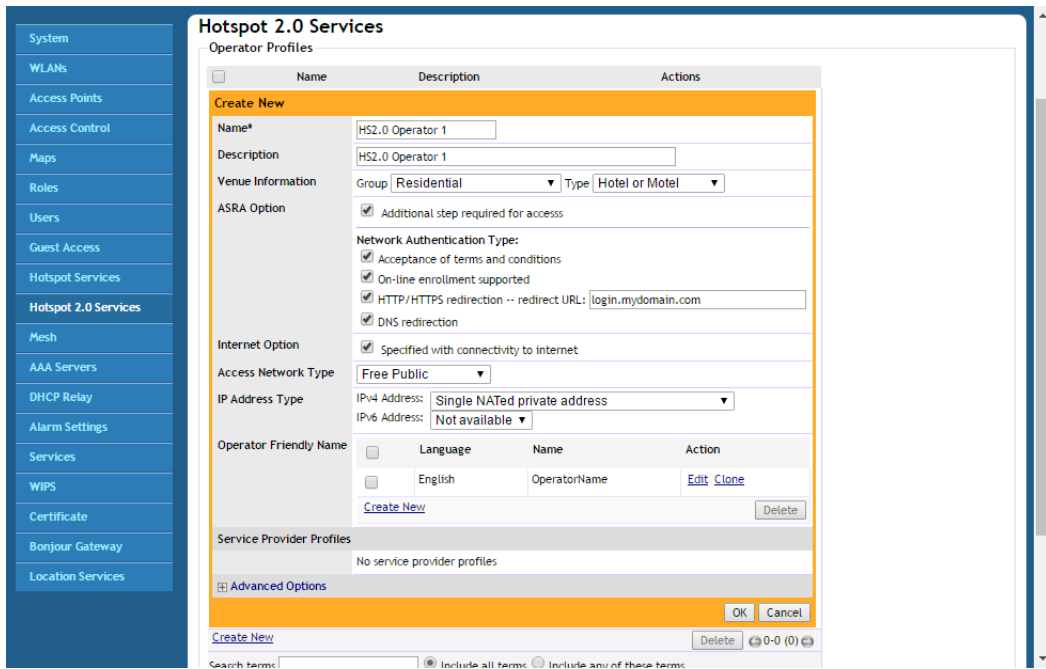 Hotspot 2.0 Services
System
WLANs
Access Points
Access Control
Maps
Roles
Users
Guest Access
Hotspot Services
Hotspot 2.0 Services
Mesh
AAA Servers
DHCP Relay
Alarm Settings
Services
WIPS
Certificate
Bonjour Gateway
Location Services
Operator Profiles
Name Description Actions
Create New
Name* HS2.0 Operator 1
Description HS2.0 Operator 1
Venue Information Group Residential Type Hotel or Motel
ASRA Option Additional step required for accesss
Network Authentication Type:
Acceptance of terms and conditions
On-line enrollment supported
HTTP/HTTPS redirection -- redirect URL: login.mydomain.com
DNS redirection
Internet Option Specified with connectivity to internet
Access Network Type Free Public
IP Address Type IPv4 Address: Single NATed private address
IPv6 Address: Not available
Operator Friendly Name Language Name Action
English OperatorName Edit Clone
Create New Delete
Service Provider Profiles
No service provider profiles
Advanced Options
OK Cancel
Create New Delete 0-0 (0)
Search terms Include all terms Include any of these terms